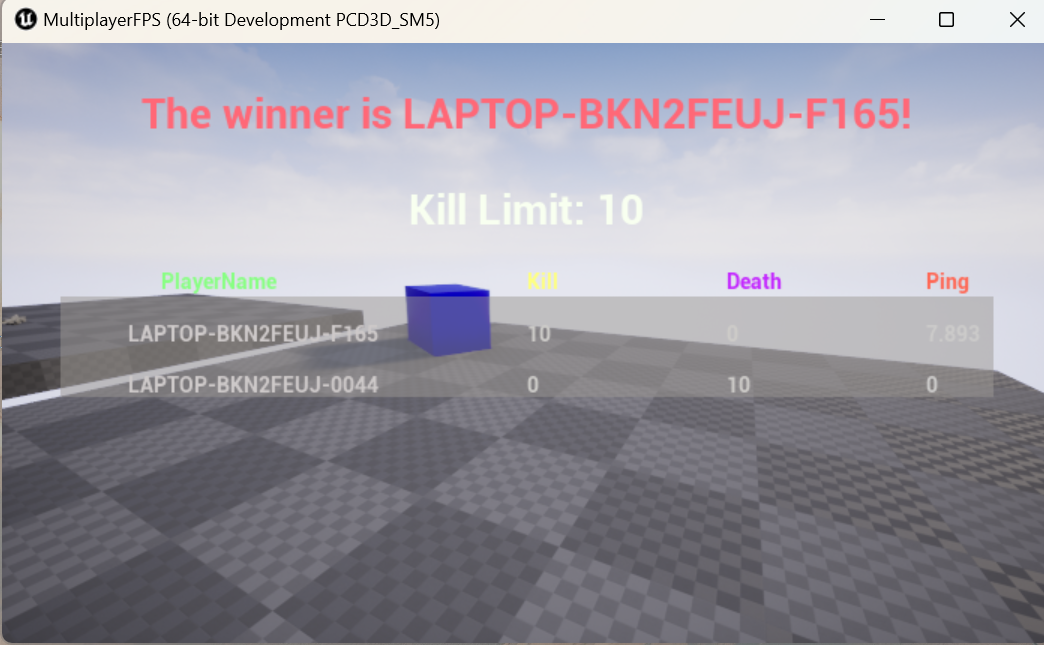 MultiplayerFPS (64-bit Development PCD3D_SM5)
The winner is LAPTOP-BKN2FEUJ-F165!
Kill Limit: 10
PlayerName Kill Death Ping
LAPTOP-BKN2FEUJ-F165 10 0 7.893
LAPTOP-BKN2FEUJ-0044 0 10 0